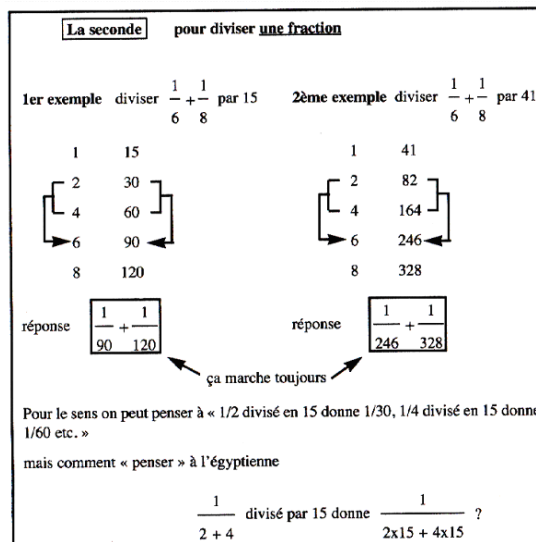 La seconde pour diviser une fraction
1er exemple diviser 1/6 + 1/8 par 15
2ème exemple diviser 1/6 + 1/8 par 41
1 15
2 30
4 60
6 90
8 120
1 41
2 82
4 164
6 246
8 328
réponse 1/90 + 1/120
réponse 1/246 + 1/328
ça marche toujours
Pour le sens on peut penser à « 1/2 divisé en 15 donne 1/30, 1/4 divisé en 15 donne
1/60 etc. »
mais comment « penser » à l'égyptienne
1/(2 + 4) divisé par 15 donne 1/(2x15 + 4x15) ?